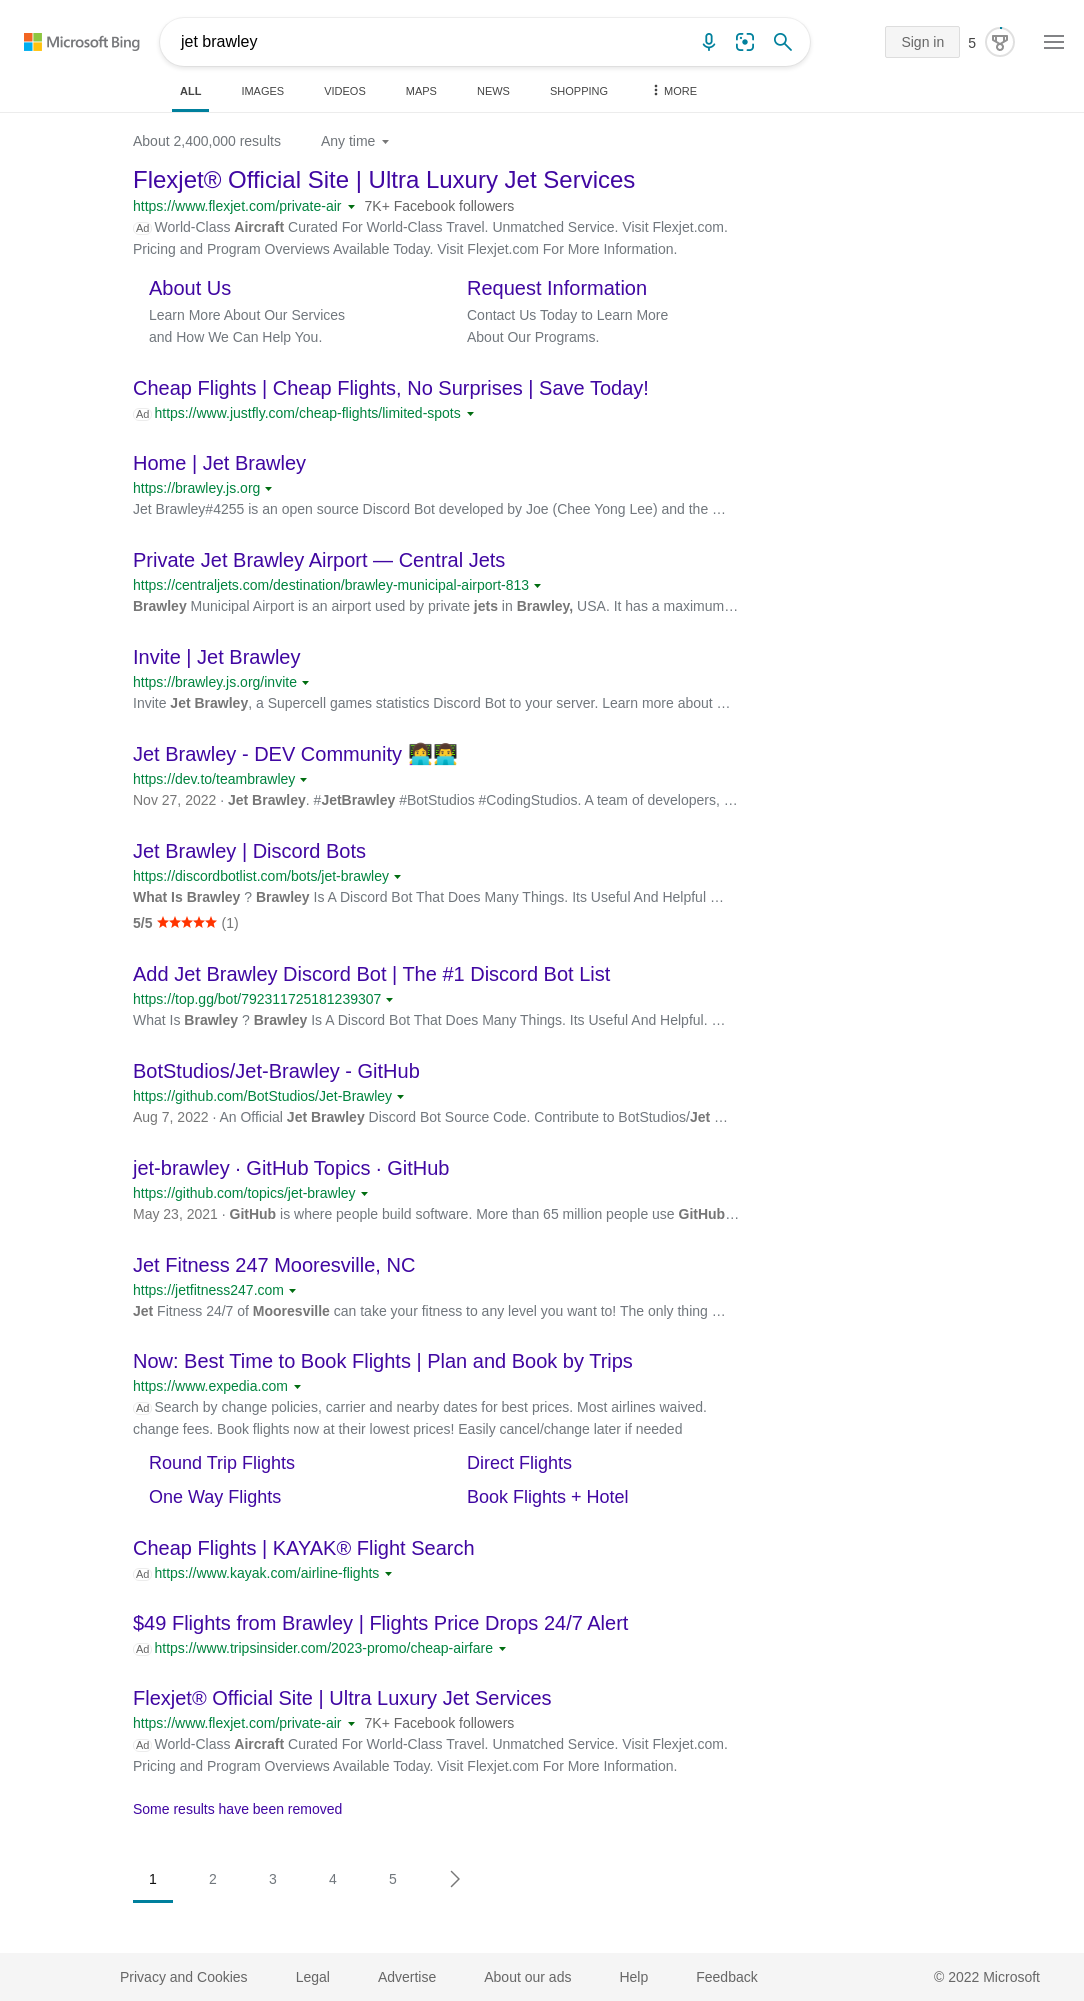 Microsoft Bing
jet brawley
Sign in
5
ALL
IMAGES
VIDEOS
MAPS
NEWS
SHOPPING
MORE
About 2,400,000 results
Any time
Flexjet® Official Site | Ultra Luxury Jet Services
https://www.flexjet.com/private-air 7K+ Facebook followers
Ad World-Class Aircraft Curated For World-Class Travel. Unmatched Service. Visit Flexjet.com.
Pricing and Program Overviews Available Today. Visit Flexjet.com For More Information.
About Us
Learn More About Our Services
and How We Can Help You.
Request Information
Contact Us Today to Learn More
About Our Programs.
Cheap Flights | Cheap Flights, No Surprises | Save Today!
Ad https://www.justfly.com/cheap-flights/limited-spots
Home | Jet Brawley
https://brawley.js.org
Jet Brawley#4255 is an open source Discord Bot developed by Joe (Chee Yong Lee) and the …
Private Jet Brawley Airport — Central Jets
https://centraljets.com/destination/brawley-municipal-airport-813
Brawley Municipal Airport is an airport used by private jets in Brawley, USA. It has a maximum…
Invite | Jet Brawley
https://brawley.js.org/invite
Invite Jet Brawley, a Supercell games statistics Discord Bot to your server. Learn more about …
Jet Brawley - DEV Community 👩‍💻👨‍💻
https://dev.to/teambrawley
Nov 27, 2022 · Jet Brawley. #JetBrawley #BotStudios #CodingStudios. A team of developers, …
Jet Brawley | Discord Bots
https://discordbotlist.com/bots/jet-brawley
What Is Brawley ? Brawley Is A Discord Bot That Does Many Things. Its Useful And Helpful …
5/5 ★★★★★ (1)
Add Jet Brawley Discord Bot | The #1 Discord Bot List
https://top.gg/bot/792311725181239307
What Is Brawley ? Brawley Is A Discord Bot That Does Many Things. Its Useful And Helpful. …
BotStudios/Jet-Brawley - GitHub
https://github.com/BotStudios/Jet-Brawley
Aug 7, 2022 · An Official Jet Brawley Discord Bot Source Code. Contribute to BotStudios/Jet …
jet-brawley · GitHub Topics · GitHub
https://github.com/topics/jet-brawley
May 23, 2021 · GitHub is where people build software. More than 65 million people use GitHub…
Jet Fitness 247 Mooresville, NC
https://jetfitness247.com
Jet Fitness 24/7 of Mooresville can take your fitness to any level you want to! The only thing …
Now: Best Time to Book Flights | Plan and Book by Trips
https://www.expedia.com
Ad Search by change policies, carrier and nearby dates for best prices. Most airlines waived.
change fees. Book flights now at their lowest prices! Easily cancel/change later if needed
Round Trip Flights
Direct Flights
One Way Flights
Book Flights + Hotel
Cheap Flights | KAYAK® Flight Search
Ad https://www.kayak.com/airline-flights
$49 Flights from Brawley | Flights Price Drops 24/7 Alert
Ad https://www.tripsinsider.com/2023-promo/cheap-airfare
Flexjet® Official Site | Ultra Luxury Jet Services
https://www.flexjet.com/private-air 7K+ Facebook followers
Ad World-Class Aircraft Curated For World-Class Travel. Unmatched Service. Visit Flexjet.com.
Pricing and Program Overviews Available Today. Visit Flexjet.com For More Information.
Some results have been removed
1
2
3
4
5
Privacy and Cookies
Legal
Advertise
About our ads
Help
Feedback
© 2022 Microsoft